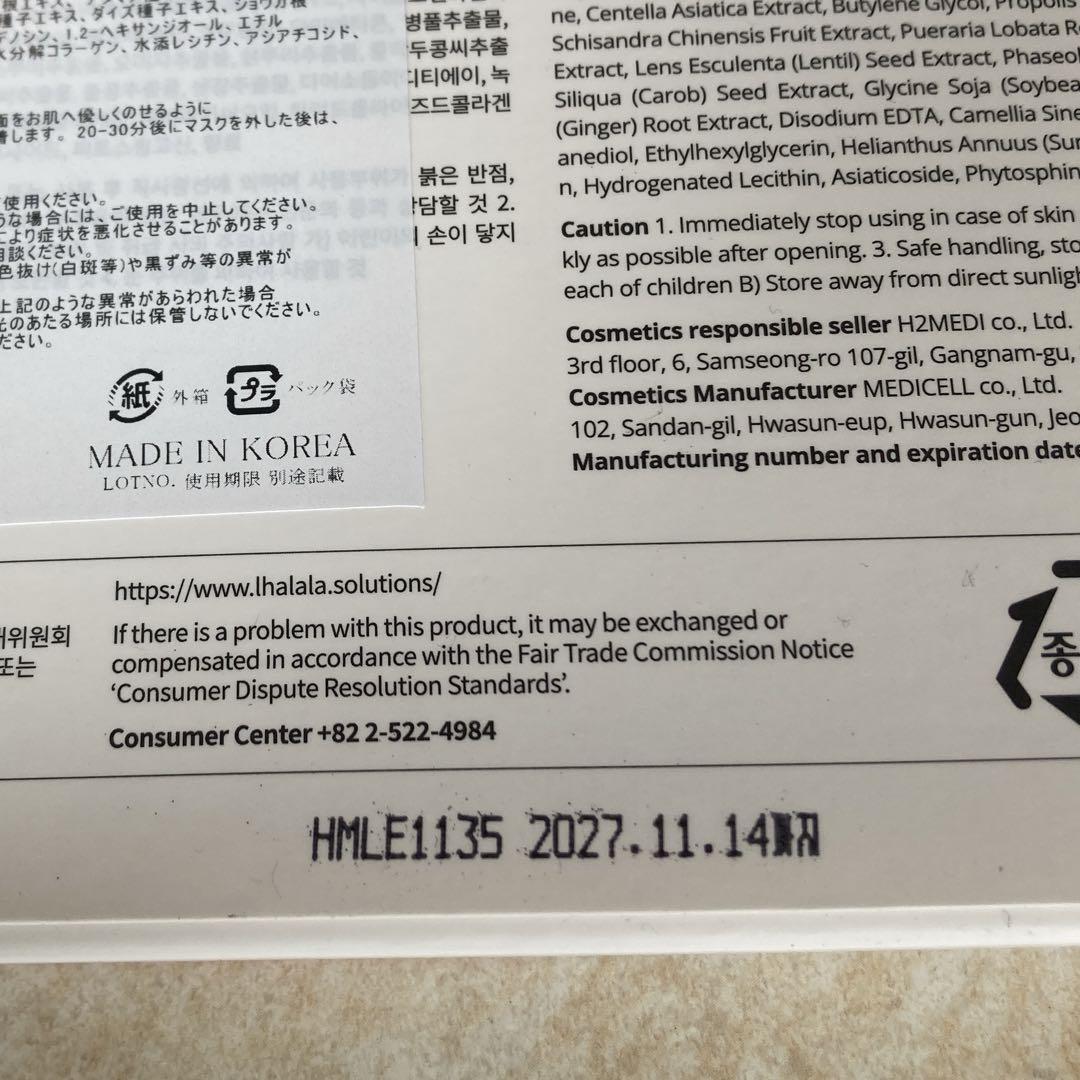 種子エキス、ダイズ種子エキス、ショウガ根
デノシン、1.2-ヘキサンジオール、エチル
水分解コラーゲン、水添レシチン、アシアチコシド、
面をお肌へ優しくのせるように
着します。20-30分後にマスクを外した後は、
使用ください。
うな場合には、ご使用を中止してください。
より症状を悪化させることがあります。
相談ください。
色抜け(白斑等)や黒ずみ等の異常が
上記のような異常があらわれた場合
光のあたる場所には保管しないでください。
ださい。
紙 外箱 プラ パック袋
MADE IN KOREA
LOTNO. 使用期限 別途記載
병풀추출물,
두콩씨추출
디티에이, 녹
즈드콜라겐
붉은 반점,
상담할 것 2.
손이 닿지
ne, Centella Asiatica Extract, Butylene Glycol, Propolis
Schisandra Chinensis Fruit Extract, Pueraria Lobata
Extract, Lens Esculenta (Lentil) Seed Extract,
Siliqua (Carob) Seed Extract, Glycine Soja
(Ginger) Root Extract, Disodium EDTA, Camellia
anediol, Ethylhexylglycerin, Helianthus Annuus
n, Hydrogenated Lecithin, Asiaticoside,
Caution 1. Immediately stop using in case of skin
kly as possible after opening. 3. Safe handling,
each of children B) Store away from direct
Cosmetics responsible seller H2MEDI co., Ltd.
3rd floor, 6, Samseong-ro 107-gil, Gangnam-gu,
Cosmetics Manufacturer MEDICELL co., Ltd.
102, Sandan-gil, Hwasun-eup, Hwasun-gun,
Manufacturing number and expiration date
https://www.lhalala.solutions/
위원회
또는
If there is a problem with this product, it may be exchanged or
compensated in accordance with the Fair Trade Commission Notice
‘Consumer Dispute Resolution Standards’.
Consumer Center +82 2-522-4984
종
HMLE1135 2027.11.14까지